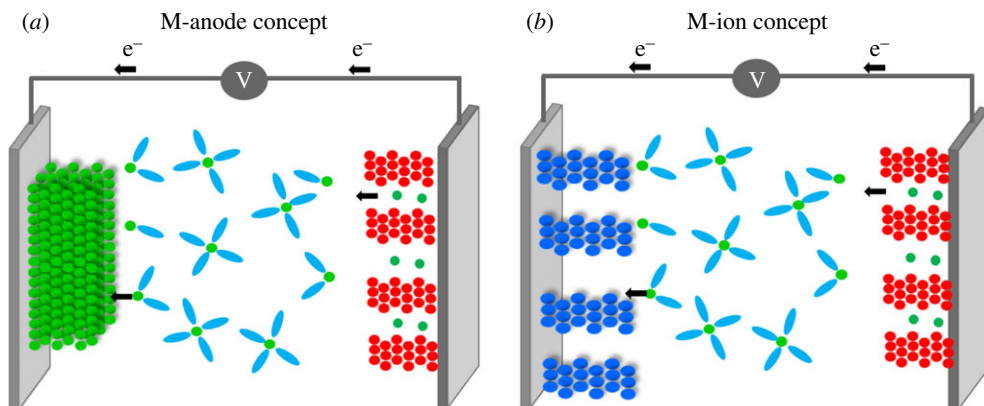 (a) M-anode concept
e⁻ e⁻
V
(b) M-ion concept
e⁻ e⁻
V